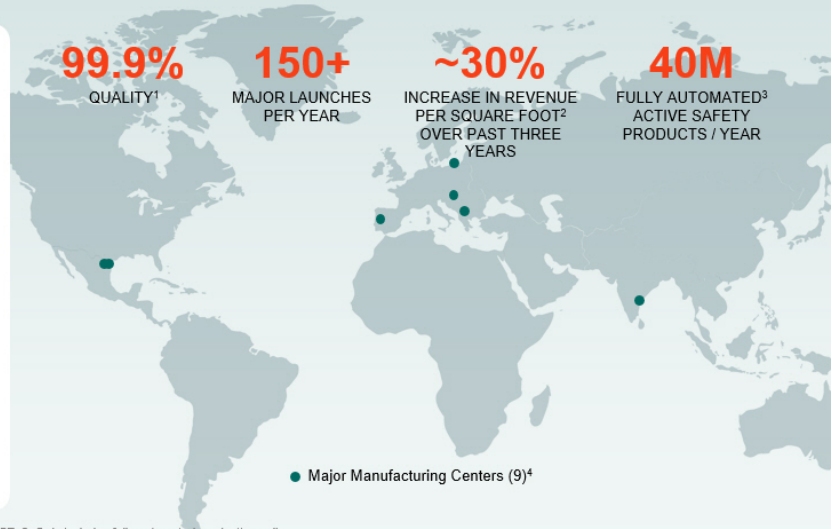 99.9%
QUALITY¹
150+
MAJOR LAUNCHES
PER YEAR
~30%
INCREASE IN REVENUE
PER SQUARE FOOT²
OVER PAST THREE
YEARS
40M
FULLY AUTOMATED³
ACTIVE SAFETY
PRODUCTS / YEAR
Major Manufacturing Centers (9)⁴